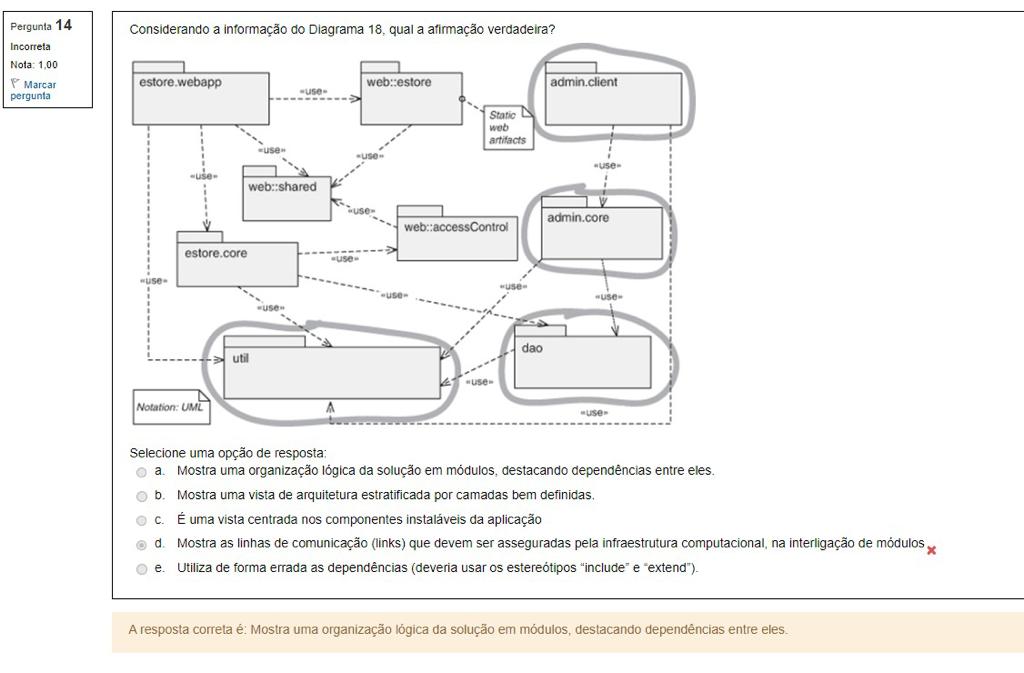 Pergunta 14
Incorreta
Nota: 1,00
Marcar
pergunta
Considerando a informação do Diagrama 18, qual a afirmação verdadeira?
estore.webapp
«use»
web::estore
admin.client
Static
web
artifacts
«use»
«use»
«use»
«use»
web::shared
«use»
web::accessControl
admin.core
estore.core
«use»
«use»
«use»
«use»
«use»
«use»
dao
util
«use»
Notation: UML
«use»
Selecione uma opção de resposta:
a. Mostra uma organização lógica da solução em módulos, destacando dependências entre eles.
b. Mostra uma vista de arquitetura estratificada por camadas bem definidas.
c. É uma vista centrada nos componentes instaláveis da aplicação
d. Mostra as linhas de comunicação (links) que devem ser asseguradas pela infraestrutura computacional, na interligação de módulos
e. Utiliza de forma errada as dependências (deveria usar os estereótipos “include” e “extend”).
A resposta correta é: Mostra uma organização lógica da solução em módulos, destacando dependências entre eles.